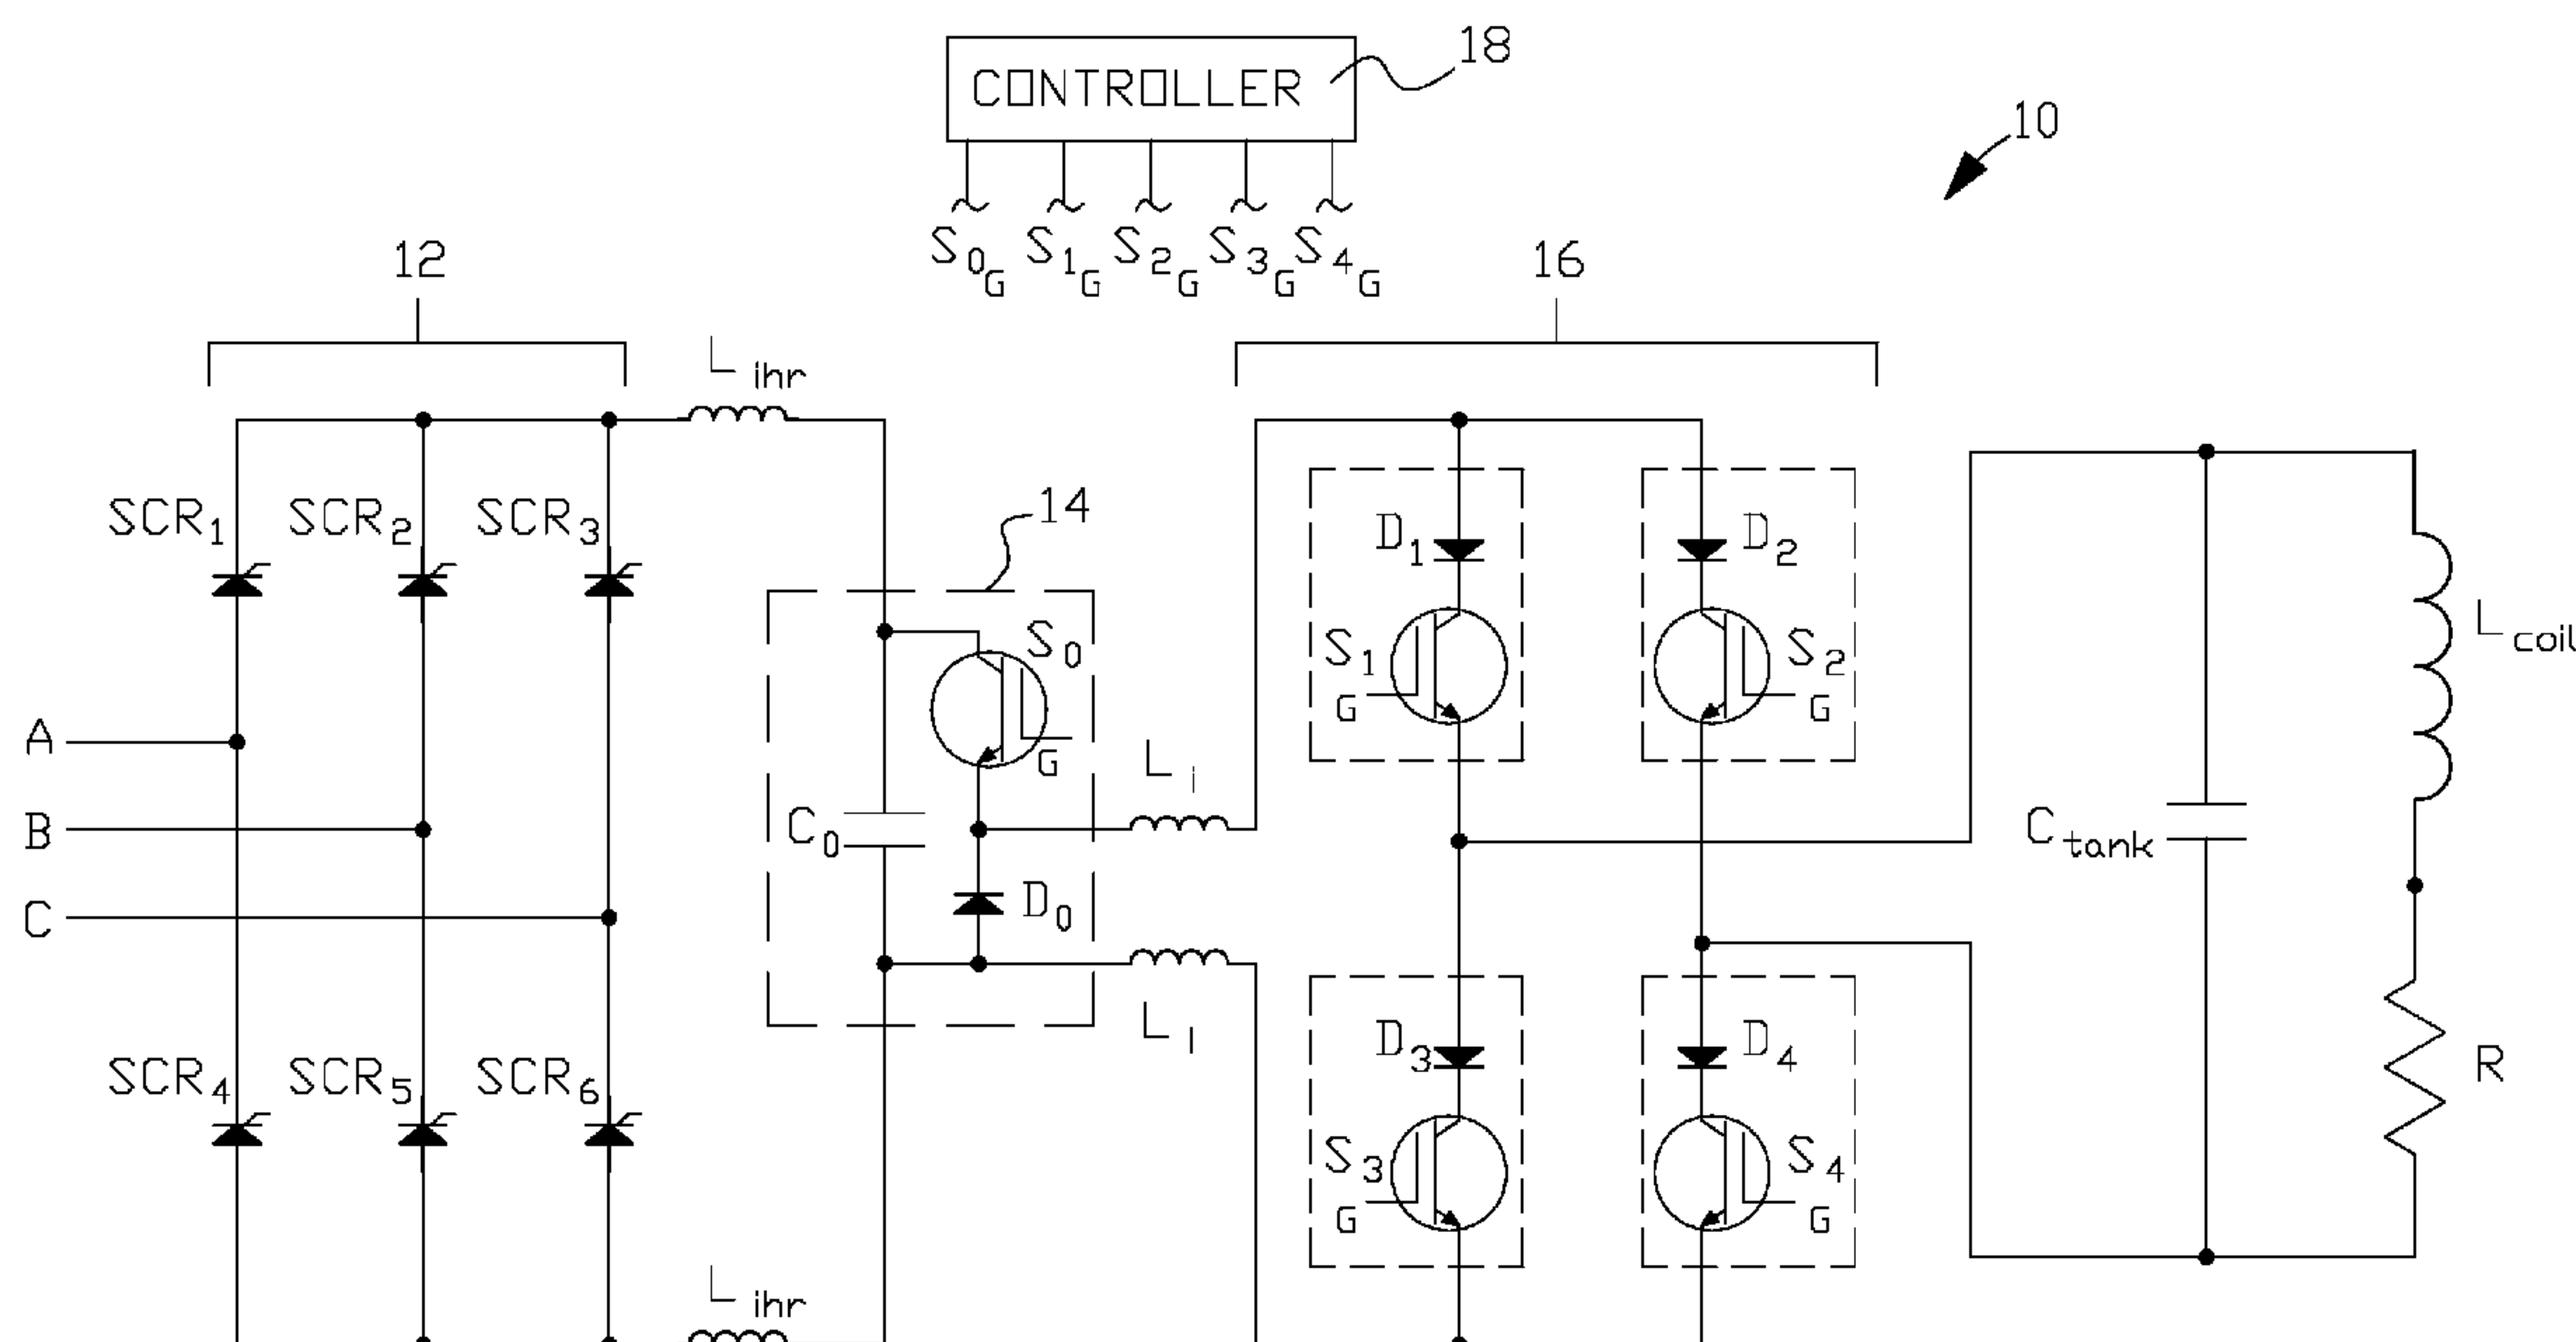 18
CONTROLLER
10
S0G S1G S2G S3G S4G
12
16
Lihr
SCR1 SCR2 SCR3
14
D1 D2
S0
S1 S2
G G
Lcoil
A
G
Li
B
C0
Ctank
C
D0
LI
D3 D4
SCR4 SCR5 SCR6
R
S3 S4
G G
Lihr